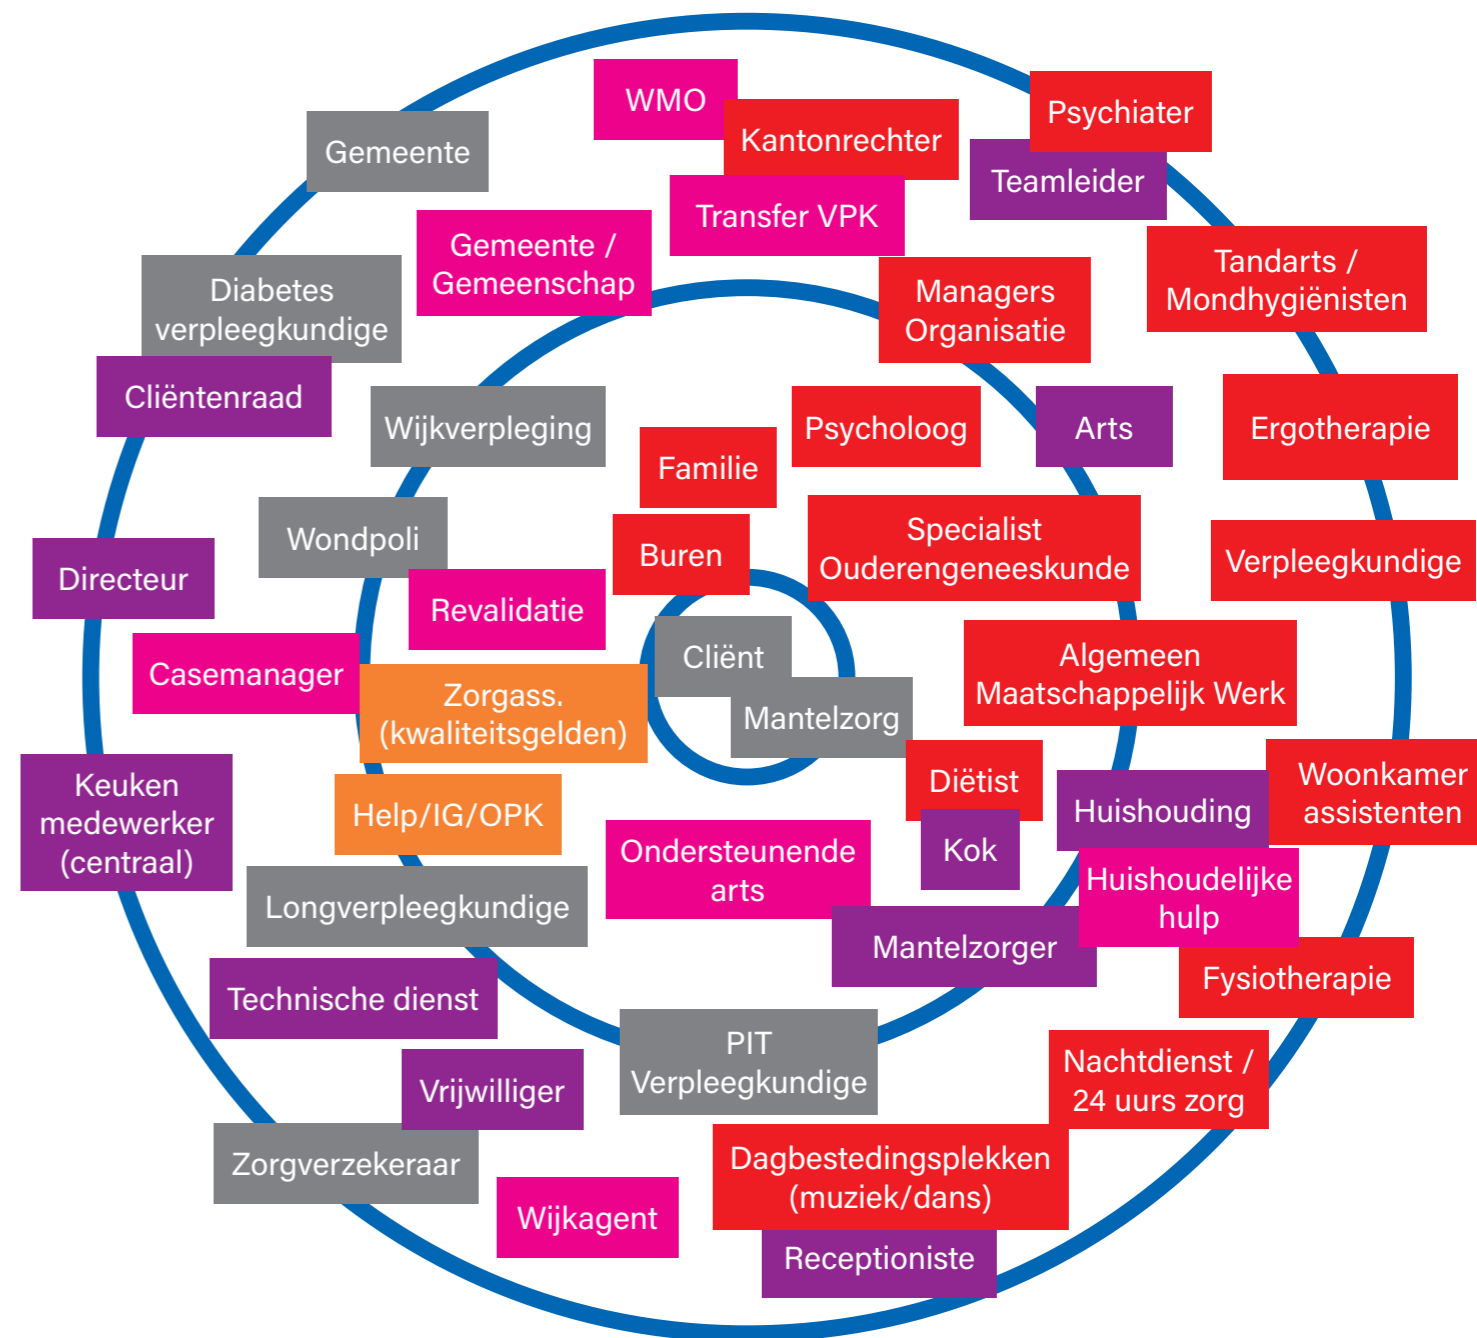 WMO
Psychiater
Kantonrechter
Gemeente
Teamleider
Transfer VPK
Gemeente /
Gemeenschap
Tandarts /
Mondhygiënisten
Diabetes
verpleegkundige
Managers
Organisatie
Cliëntenraad
Wijkverpleging
Psycholoog
Arts
Ergotherapie
Familie
Wondpoli
Buren
Specialist
Ouderengeneeskunde
Verpleegkundige
Directeur
Revalidatie
Cliënt
Algemeen
Maatschappelijk Werk
Casemanager
Zorgass.
(kwaliteitsgelden)
Mantelzorg
Keuken
medewerker
(centraal)
Help/IG/OPK
Diëtist
Huishouding
Woonkamer
assistenten
Ondersteunende
arts
Kok
Longverpleegkundige
Huishoudelijke
hulp
Mantelzorger
Fysiotherapie
Technische dienst
PIT
Verpleegkundige
Nachtdienst /
24 uurs zorg
Vrijwilliger
Zorgverzekeraar
Dagbestedingsplekken
(muziek/dans)
Wijkagent
Receptioniste